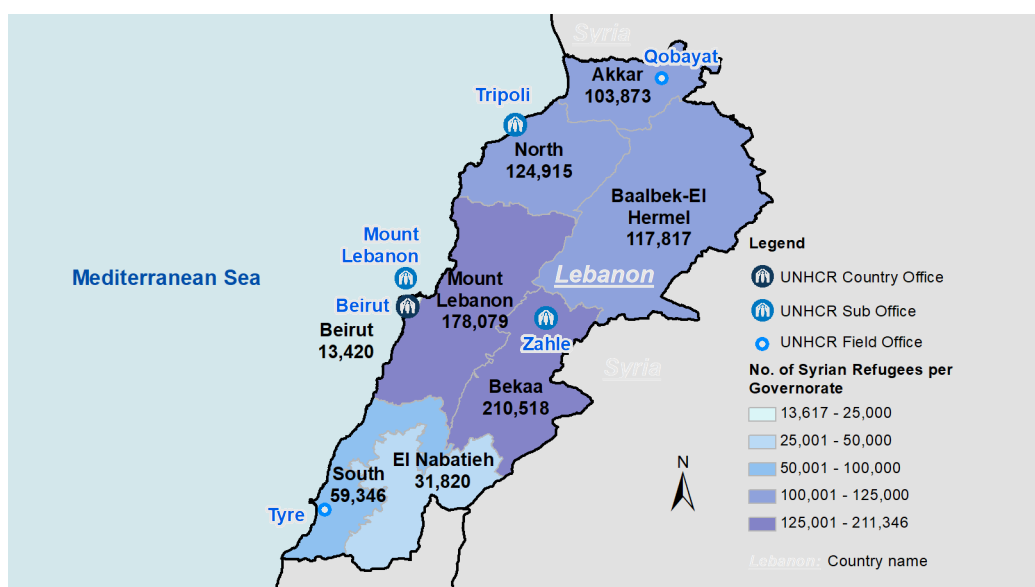 Syria
Qobayat
Akkar
103,873
Tripoli
North
124,915
Baalbek-El
Hermel
117,817
Mount
Lebanon
Mediterranean Sea
Lebanon
Mount
Lebanon
178,079
Beirut
Beirut
13,420
Zahle
Syria
Bekaa
210,518
El Nabatieh
31,820
South
59,346
Tyre
N
Legend
UNHCR Country Office
UNHCR Sub Office
UNHCR Field Office
No. of Syrian Refugees per
Governorate
13,617 - 25,000
25,001 - 50,000
50,001 - 100,000
100,001 - 125,000
125,001 - 211,346
Lebanon: Country name